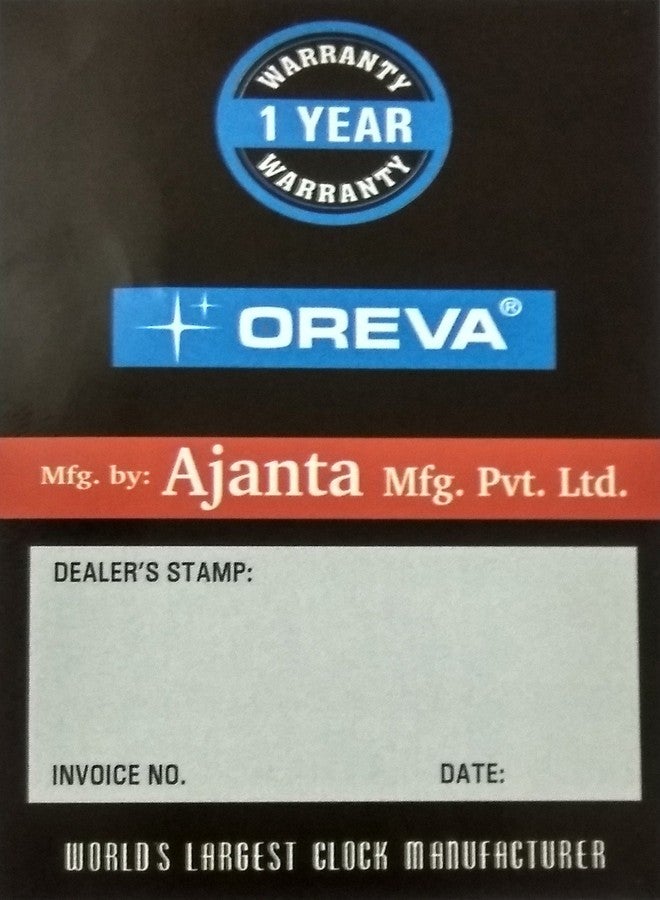 WARRANTY
1 YEAR
WARRANTY
OREVA®
Mfg. by: Ajanta Mfg. Pvt. Ltd.
DEALER'S STAMP:
INVOICE NO. DATE:
WORLD'S LARGEST CLOCK MANUFACTURER